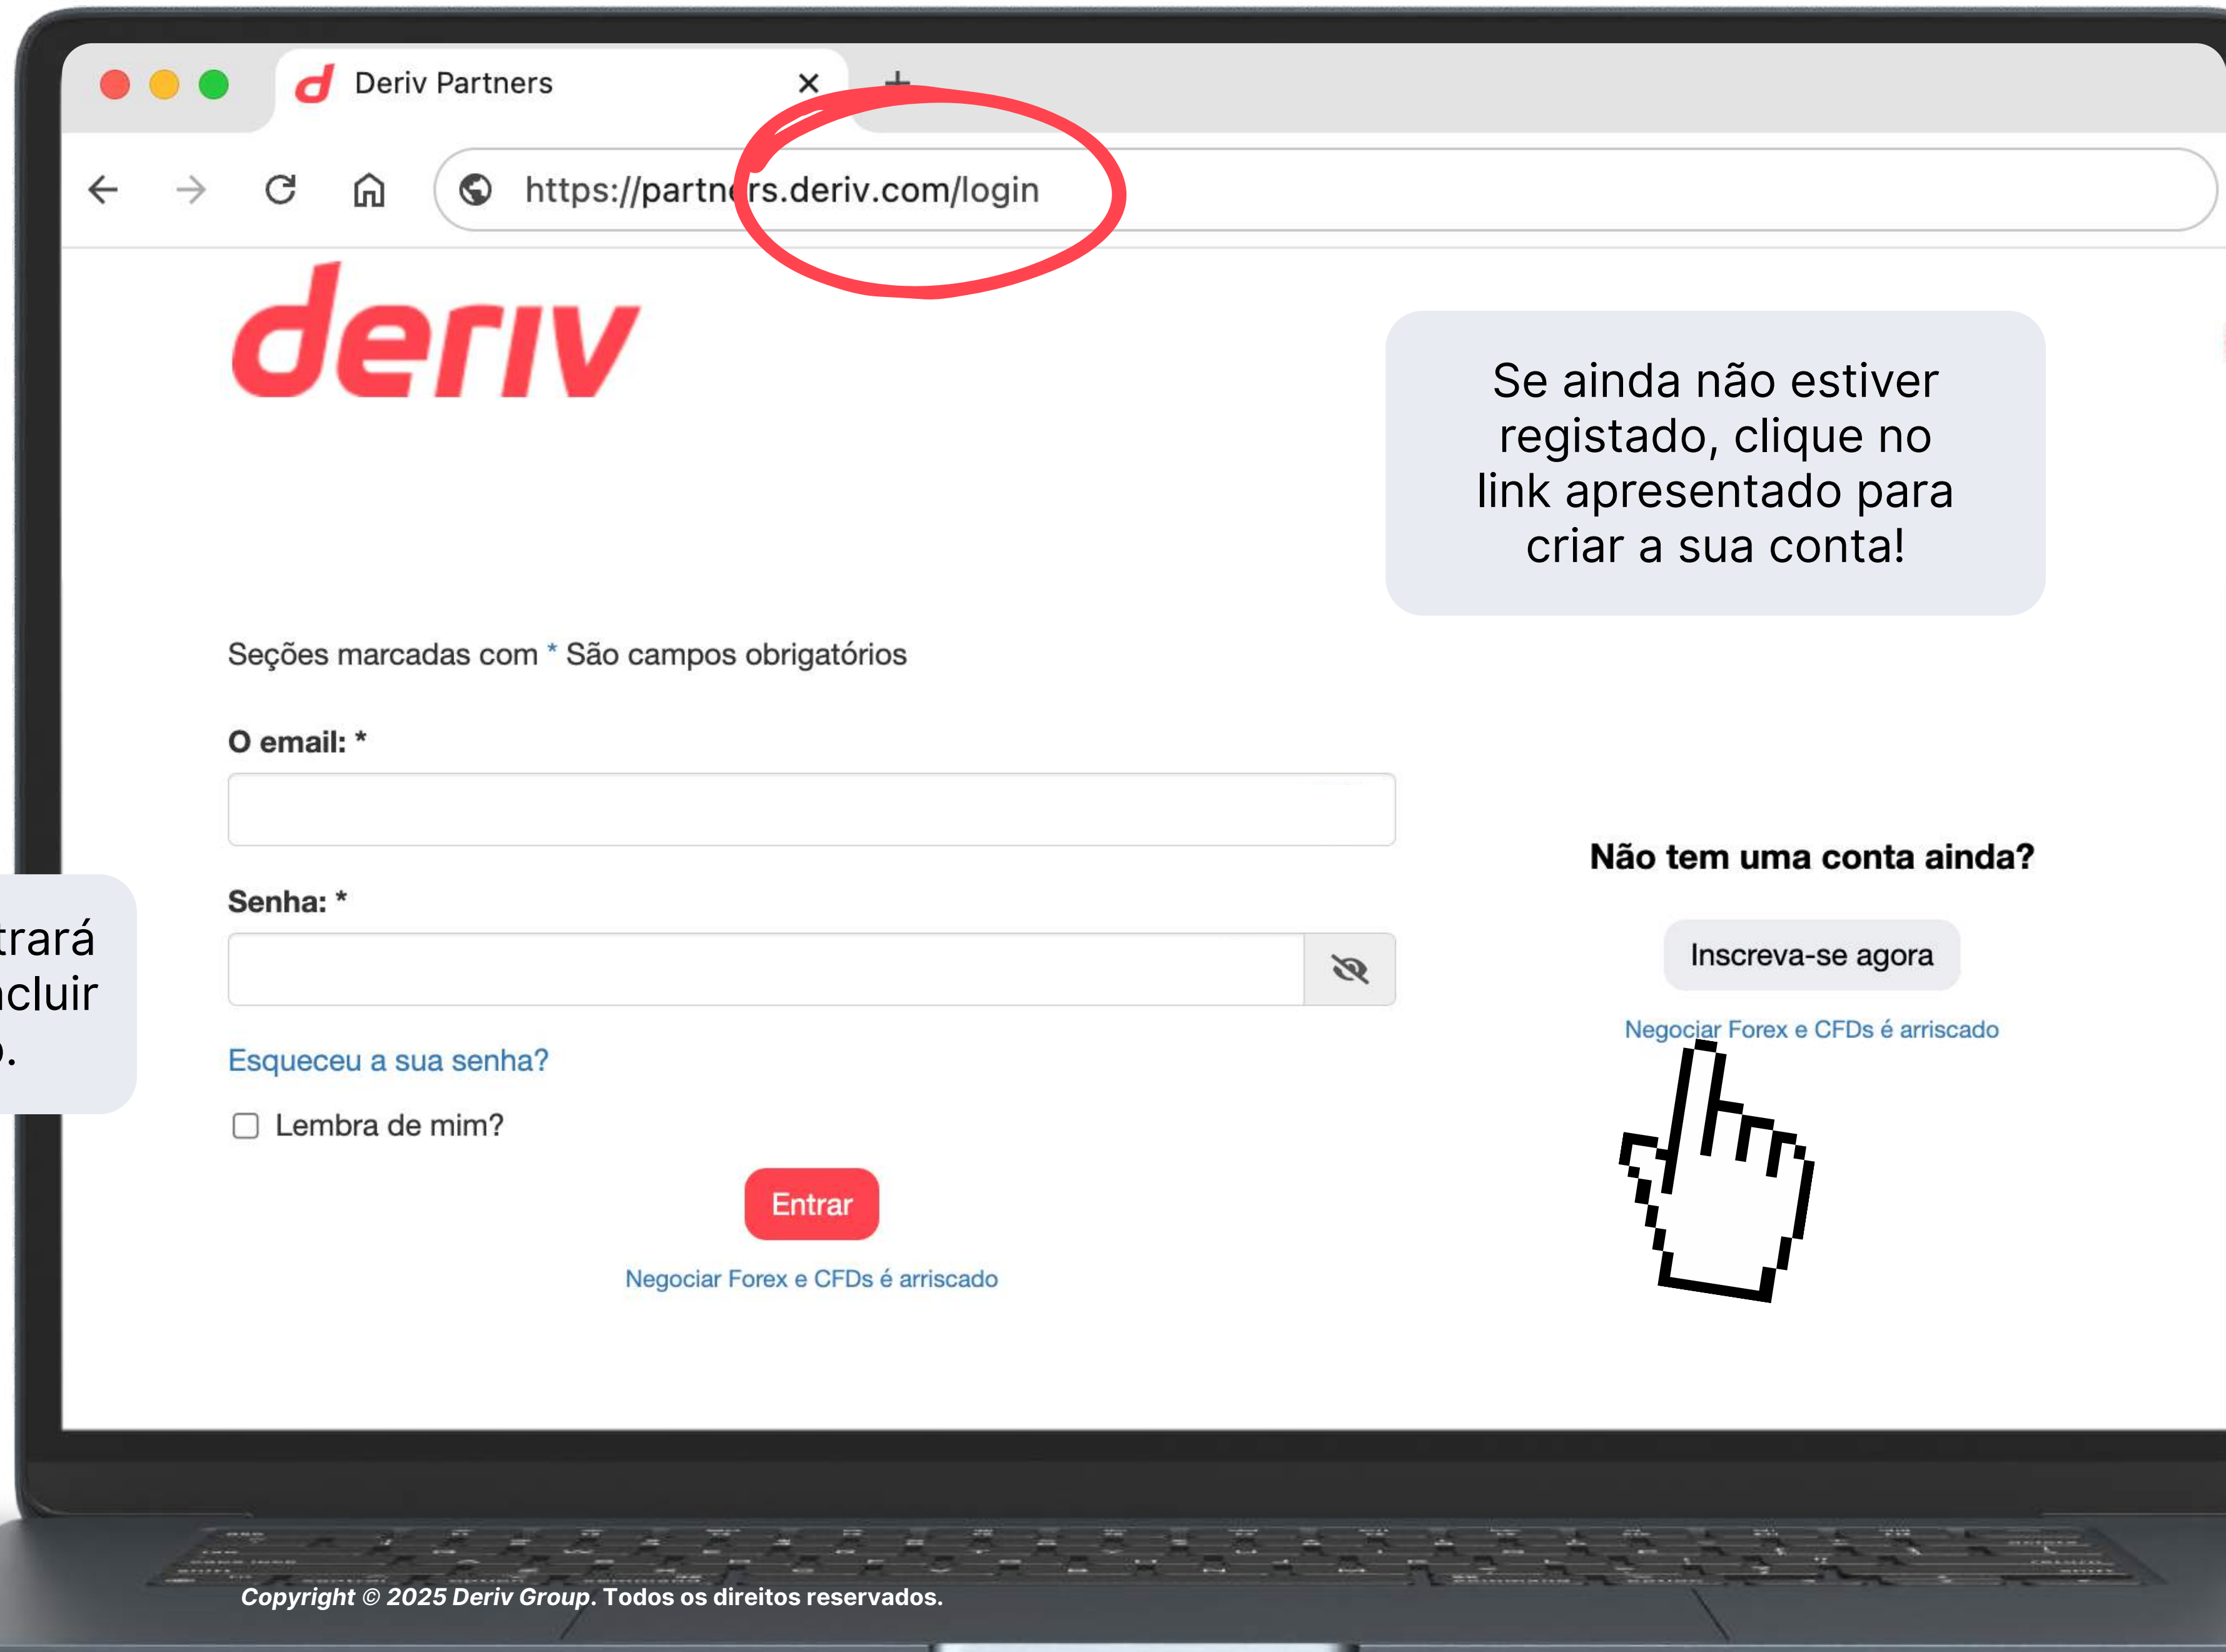 Deriv Partners
https://partners.deriv.com/login
deriv
Se ainda não estiver
registado, clique no
link apresentado para
criar a sua conta!
Seções marcadas com * São campos obrigatórios
O email: *
Não tem uma conta ainda?
Senha: *
Inscreva-se agora
Negociar Forex e CFDs é arriscado
Esqueceu a sua senha?
Lembra de mim?
Entrar
Negociar Forex e CFDs é arriscado
Copyright © 2025 Deriv Group. Todos os direitos reservados.